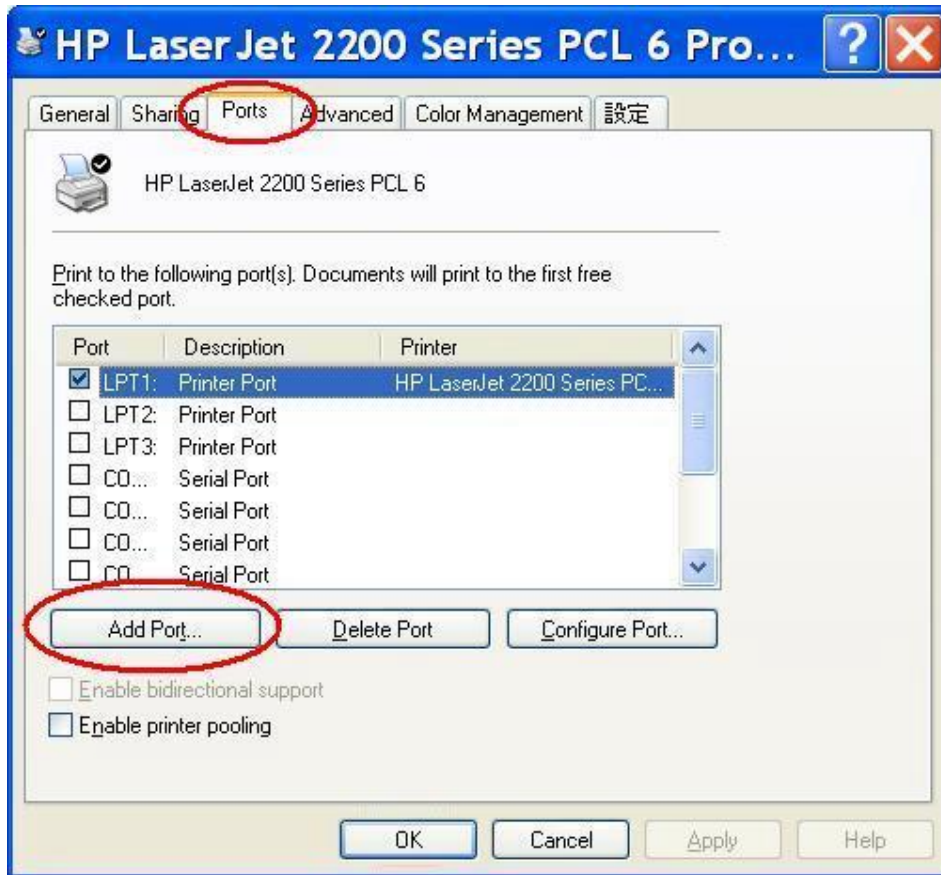 HP LaserJet 2200 Series PCL 6 Pro...
General Sharing Ports Advanced Color Management 設定
HP LaserJet 2200 Series PCL 6
Print to the following port(s). Documents will print to the first free
checked port.
Port Description Printer
LPT1: Printer Port HP LaserJet 2200 Series PC...
LPT2: Printer Port
LPT3: Printer Port
CO... Serial Port
CO... Serial Port
CO... Serial Port
CO... Serial Port
Add Port... Delete Port Configure Port...
Enable bidirectional support
Enable printer pooling
OK Cancel Apply Help